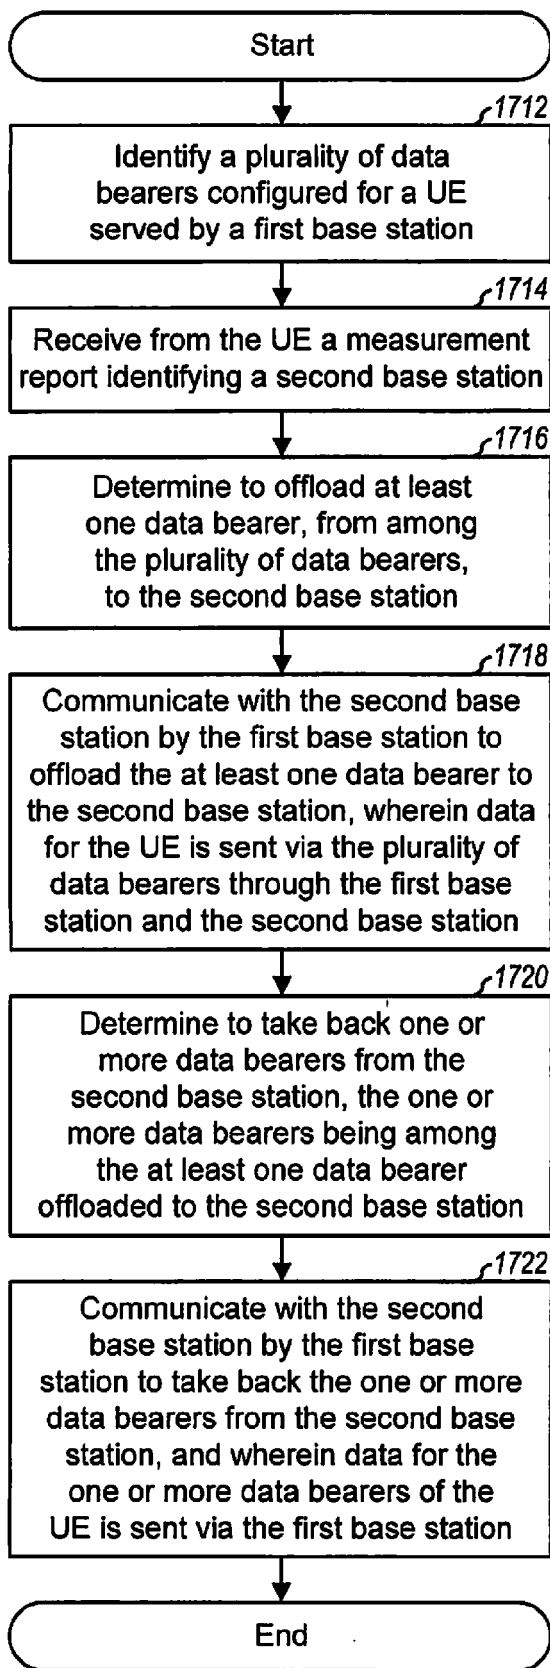 Start
1712
Identify a plurality of data
bearers configured for a UE
served by a first base station
1714
Receive from the UE a measurement
report identifying a second base station
1716
Determine to offload at least
one data bearer, from among
the plurality of data bearers,
to the second base station
1718
Communicate with the second base
station by the first base station to
offload the at least one data bearer to
the second base station, wherein data
for the UE is sent via the plurality of
data bearers through the first base
station and the second base station
1720
Determine to take back one or
more data bearers from the
second base station, the one or
more data bearers being among
the at least one data bearer
offloaded to the second base station
1722
Communicate with the second
base station by the first base
station to take back the one or more
data bearers from the second base
station, and wherein data for the
one or more data bearers of the
UE is sent via the first base station
End